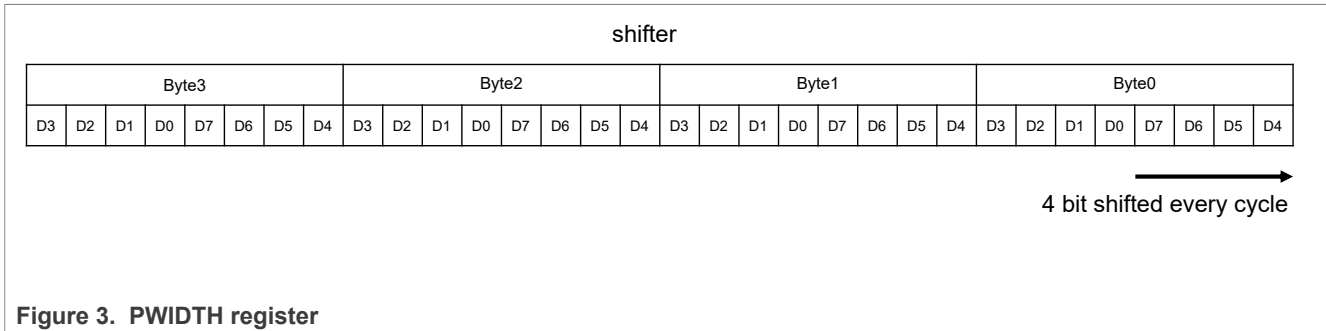 shifter
Byte3 Byte2 Byte1 Byte0
D3 D2 D1 D0 D7 D6 D5 D4 D3 D2 D1 D0 D7 D6 D5 D4 D3 D2 D1 D0 D7 D6 D5 D4 D3 D2 D1 D0 D7 D6 D5 D4
4 bit shifted every cycle
Figure 3. PWIDTH register